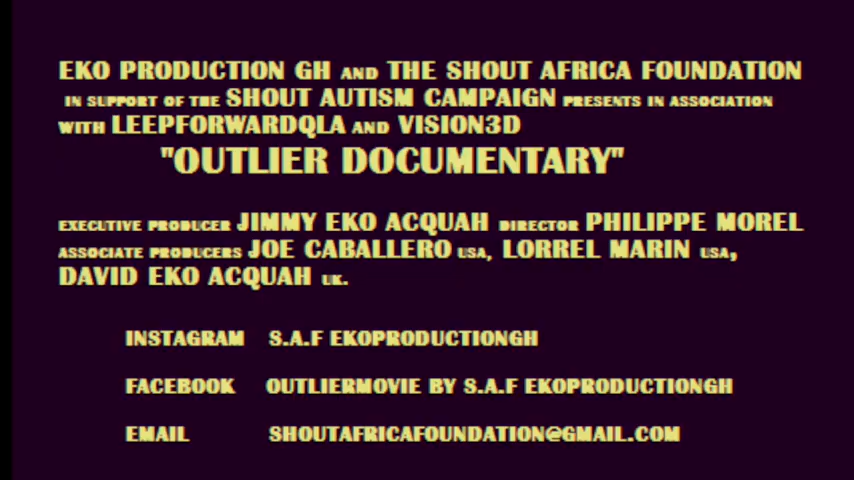 EKO PRODUCTION GH AND THE SHOUT AFRICA FOUNDATION
IN SUPPORT OF THE SHOUT AUTISM CAMPAIGN PRESENTS IN ASSOCIATION
WITH LEEPFORWARDQLA AND VISION3D
"OUTLIER DOCUMENTARY"
EXECUTIVE PRODUCER JIMMY EKO ACQUAH DIRECTOR PHILIPPE MOREL
ASSOCIATE PRODUCERS JOE CABALLERO USA, LORREL MARIN USA,
DAVID EKO ACQUAH UK.
INSTAGRAM S.A.F EKOPRODUCTIONGH
FACEBOOK OUTLIERMOVIE BY S.A.F EKOPRODUCTIONGH
EMAIL SHOUTAFRICAFOUNDATION@GMAIL.COM